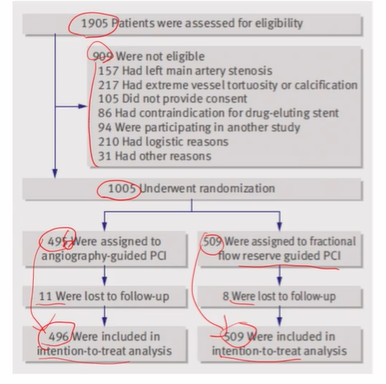 1905 Patients were assessed for eligibility
909 Were not eligible
157 Had left main artery stenosis
217 Had extreme vessel tortuosity or calcification
105 Did not provide consent
86 Had contraindication for drug-eluting stent
94 Were participating in another study
210 Had logistic reasons
31 Had other reasons
1005 Underwent randomization
495 Were assigned to
angiography-guided PCI
509 Were assigned to fractional
flow reserve guided PCI
11 Were lost to follow-up
8 Were lost to follow-up
496 Were included in
intention-to-treat analysis
509 Were included in
intention-to-treat analysis